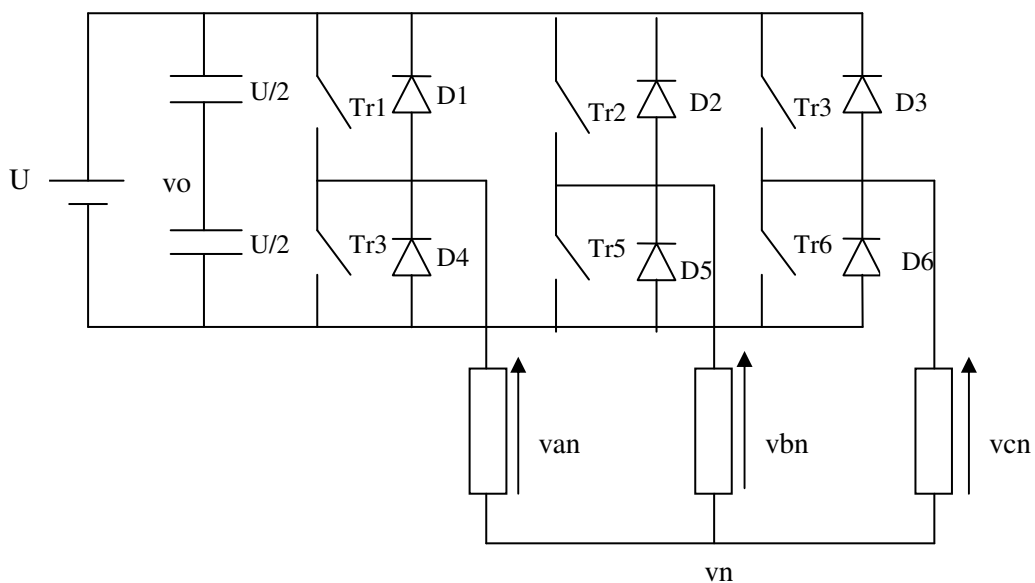 U
U/2
vo
U/2
Tr1
D1
Tr2
D2
Tr3
D3
Tr3
D4
Tr5
D5
Tr6
D6
van
vbn
vcn
vn